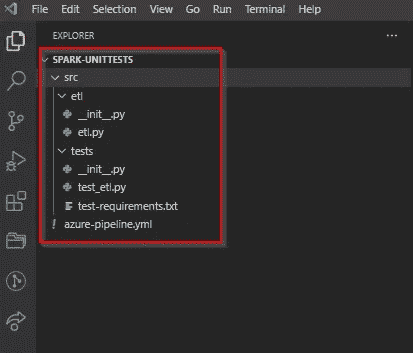 File Edit Selection View Go Run Terminal Help
EXPLORER ...
SPARK-UNITTESTS
src
etl
__init__.py
etl.py
tests
__init__.py
test_etl.py
test-requirements.txt
! azure-pipeline.yml